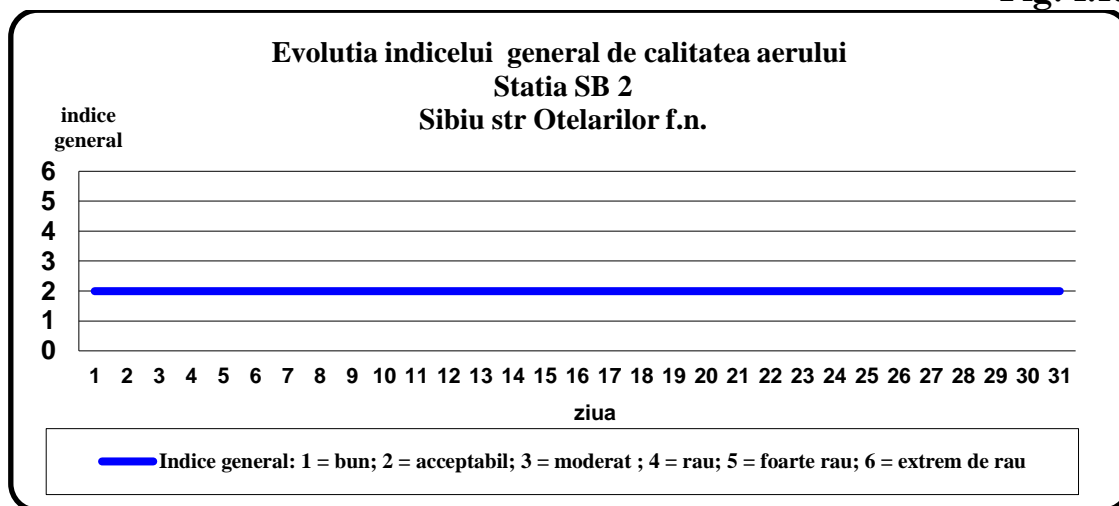 Evolutia indicelui general de calitatea aerului
Statia SB 2
Sibiu str Otelarilor f.n.
indice
general
6
5
4
3
2
1
0
1 2 3 4 5 6 7 8 9 10 11 12 13 14 15 16 17 18 19 20 21 22 23 24 25 26 27 28 29 30 31
ziua
Indice general: 1 = bun; 2 = acceptabil; 3 = moderat ; 4 = rau; 5 = foarte rau; 6 = extrem de rau